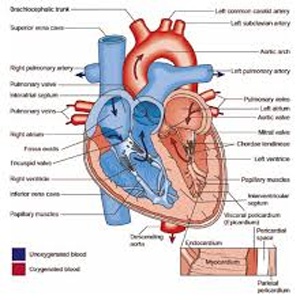 Brachiocephalic trunk
Superior vena cava
Right pulmonary artery
Pulmonary valve
Interatrial septum
Pulmonary veins
Right atrium
Fossa ovalis
Tricuspid valve
Right ventricle
Inferior vena cava
Papillary muscles
Left common carotid artery
Left subclavian artery
Aortic arch
Left pulmonary artery
Pulmonary veins
Left atrium
Aortic valve
Mitral valve
Chordae tendineae
Left ventricle
Papillary muscles
Interventricular
septum
Visceral pericardium
(Epicardium)
Pericardial
space
Descending
aorta
Endocardium
Myocardium
Parietal
pericardium
Unoxygenated blood
Oxygenated blood